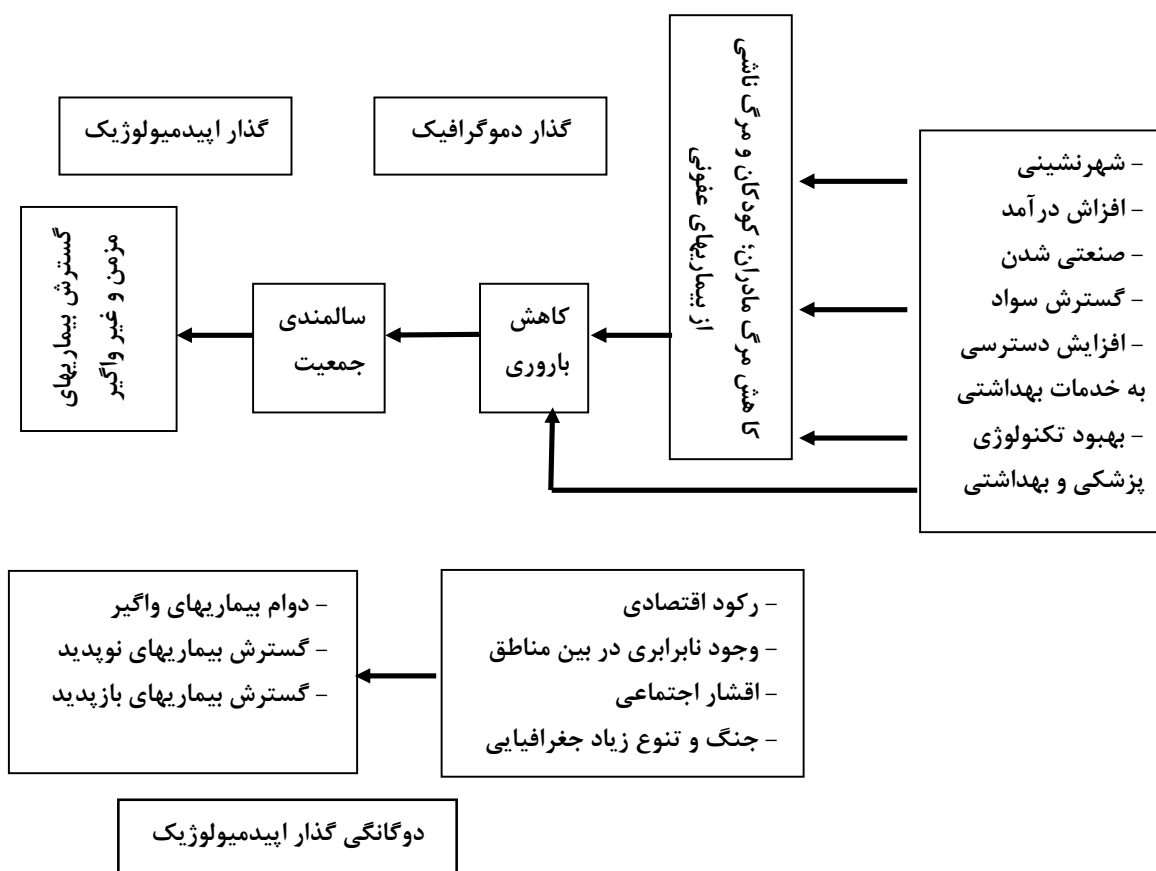 گذار دموگرافیک
گذار اپیدمیولوژیک
- شهرنشینی
- افزاش درآمد
- صنعتی شدن
- گسترش سواد
- افزایش دسترسی
به خدمات بهداشتی
- بهبود تکنولوژی
پزشکی و بهداشتی
کا هش مرگ مادران؛ کودکان و مرگ ناشی
از بیماریهای عفونی
کاهش
باروری
سالمندی
جمعیت
گسترش بیماریهای
مزمن و غیر واگیر
- رکود اقتصادی
- وجود نابرابری در بین مناطق
- اقشار اجتماعی
- جنگ و تنوع زیاد جغرافیایی
- دوام بیماریهای واگیر
- گسترش بیماریهای نوپدید
- گسترش بیماریهای بازپدید
دوگانگی گذار اپیدمیولوژیک